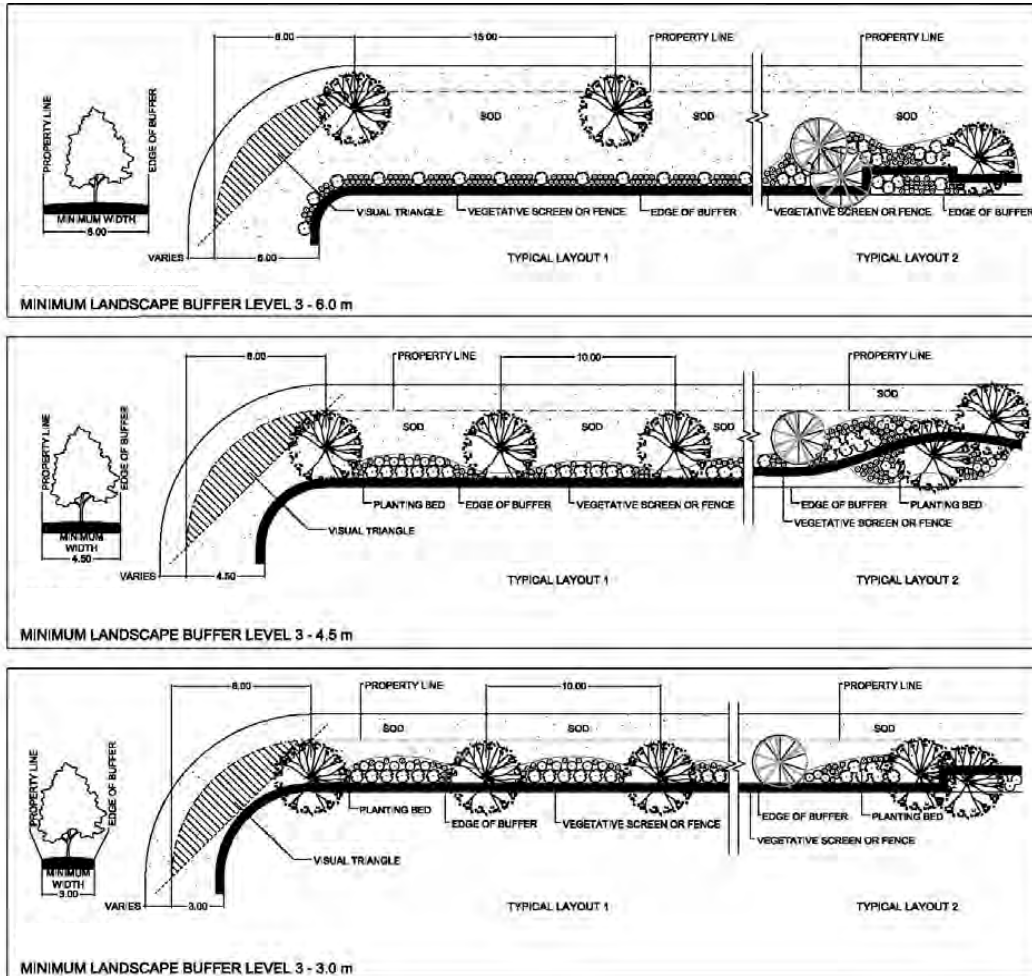 8.00
15.00
PROPERTY LINE
PROPERTY LINE
PROPERTY LINE
EDGE OF BUFFER
SOD
SOD
SOD
MINIMUM WIDTH
6.00
VISUAL TRIANGLE
VEGETATIVE SCREEN OR FENCE
EDGE OF BUFFER
VEGETATIVE SCREEN OR FENCE
EDGE OF BUFFER
VARIES
6.00
TYPICAL LAYOUT 1
TYPICAL LAYOUT 2
MINIMUM LANDSCAPE BUFFER LEVEL 3 - 6.0 m
8.00
PROPERTY LINE
10.00
PROPERTY LINE
PROPERTY LINE
EDGE OF BUFFER
SOD
SOD
SOD
SOD
PLANTING BED
EDGE OF BUFFER
VEGETATIVE SCREEN OR FENCE
EDGE OF BUFFER
PLANTING BED
VEGETATIVE SCREEN OR FENCE
VISUAL TRIANGLE
MINIMUM
WIDTH
4.50
VARIES
4.50
TYPICAL LAYOUT 1
TYPICAL LAYOUT 2
MINIMUM LANDSCAPE BUFFER LEVEL 3 - 4.5 m
8.00
PROPERTY LINE
10.00
PROPERTY LINE
PROPERTY LINE
EDGE OF BUFFER
SOD
SOD
SOD
PLANTING BED
EDGE OF BUFFER
VEGETATIVE SCREEN OR FENCE
EDGE OF BUFFER
PLANTING BED
VEGETATIVE SCREEN OR FENCE
VISUAL TRIANGLE
MINIMUM
WIDTH
3.00
VARIES
3.00
TYPICAL LAYOUT 1
TYPICAL LAYOUT 2
MINIMUM LANDSCAPE BUFFER LEVEL 3 - 3.0 m